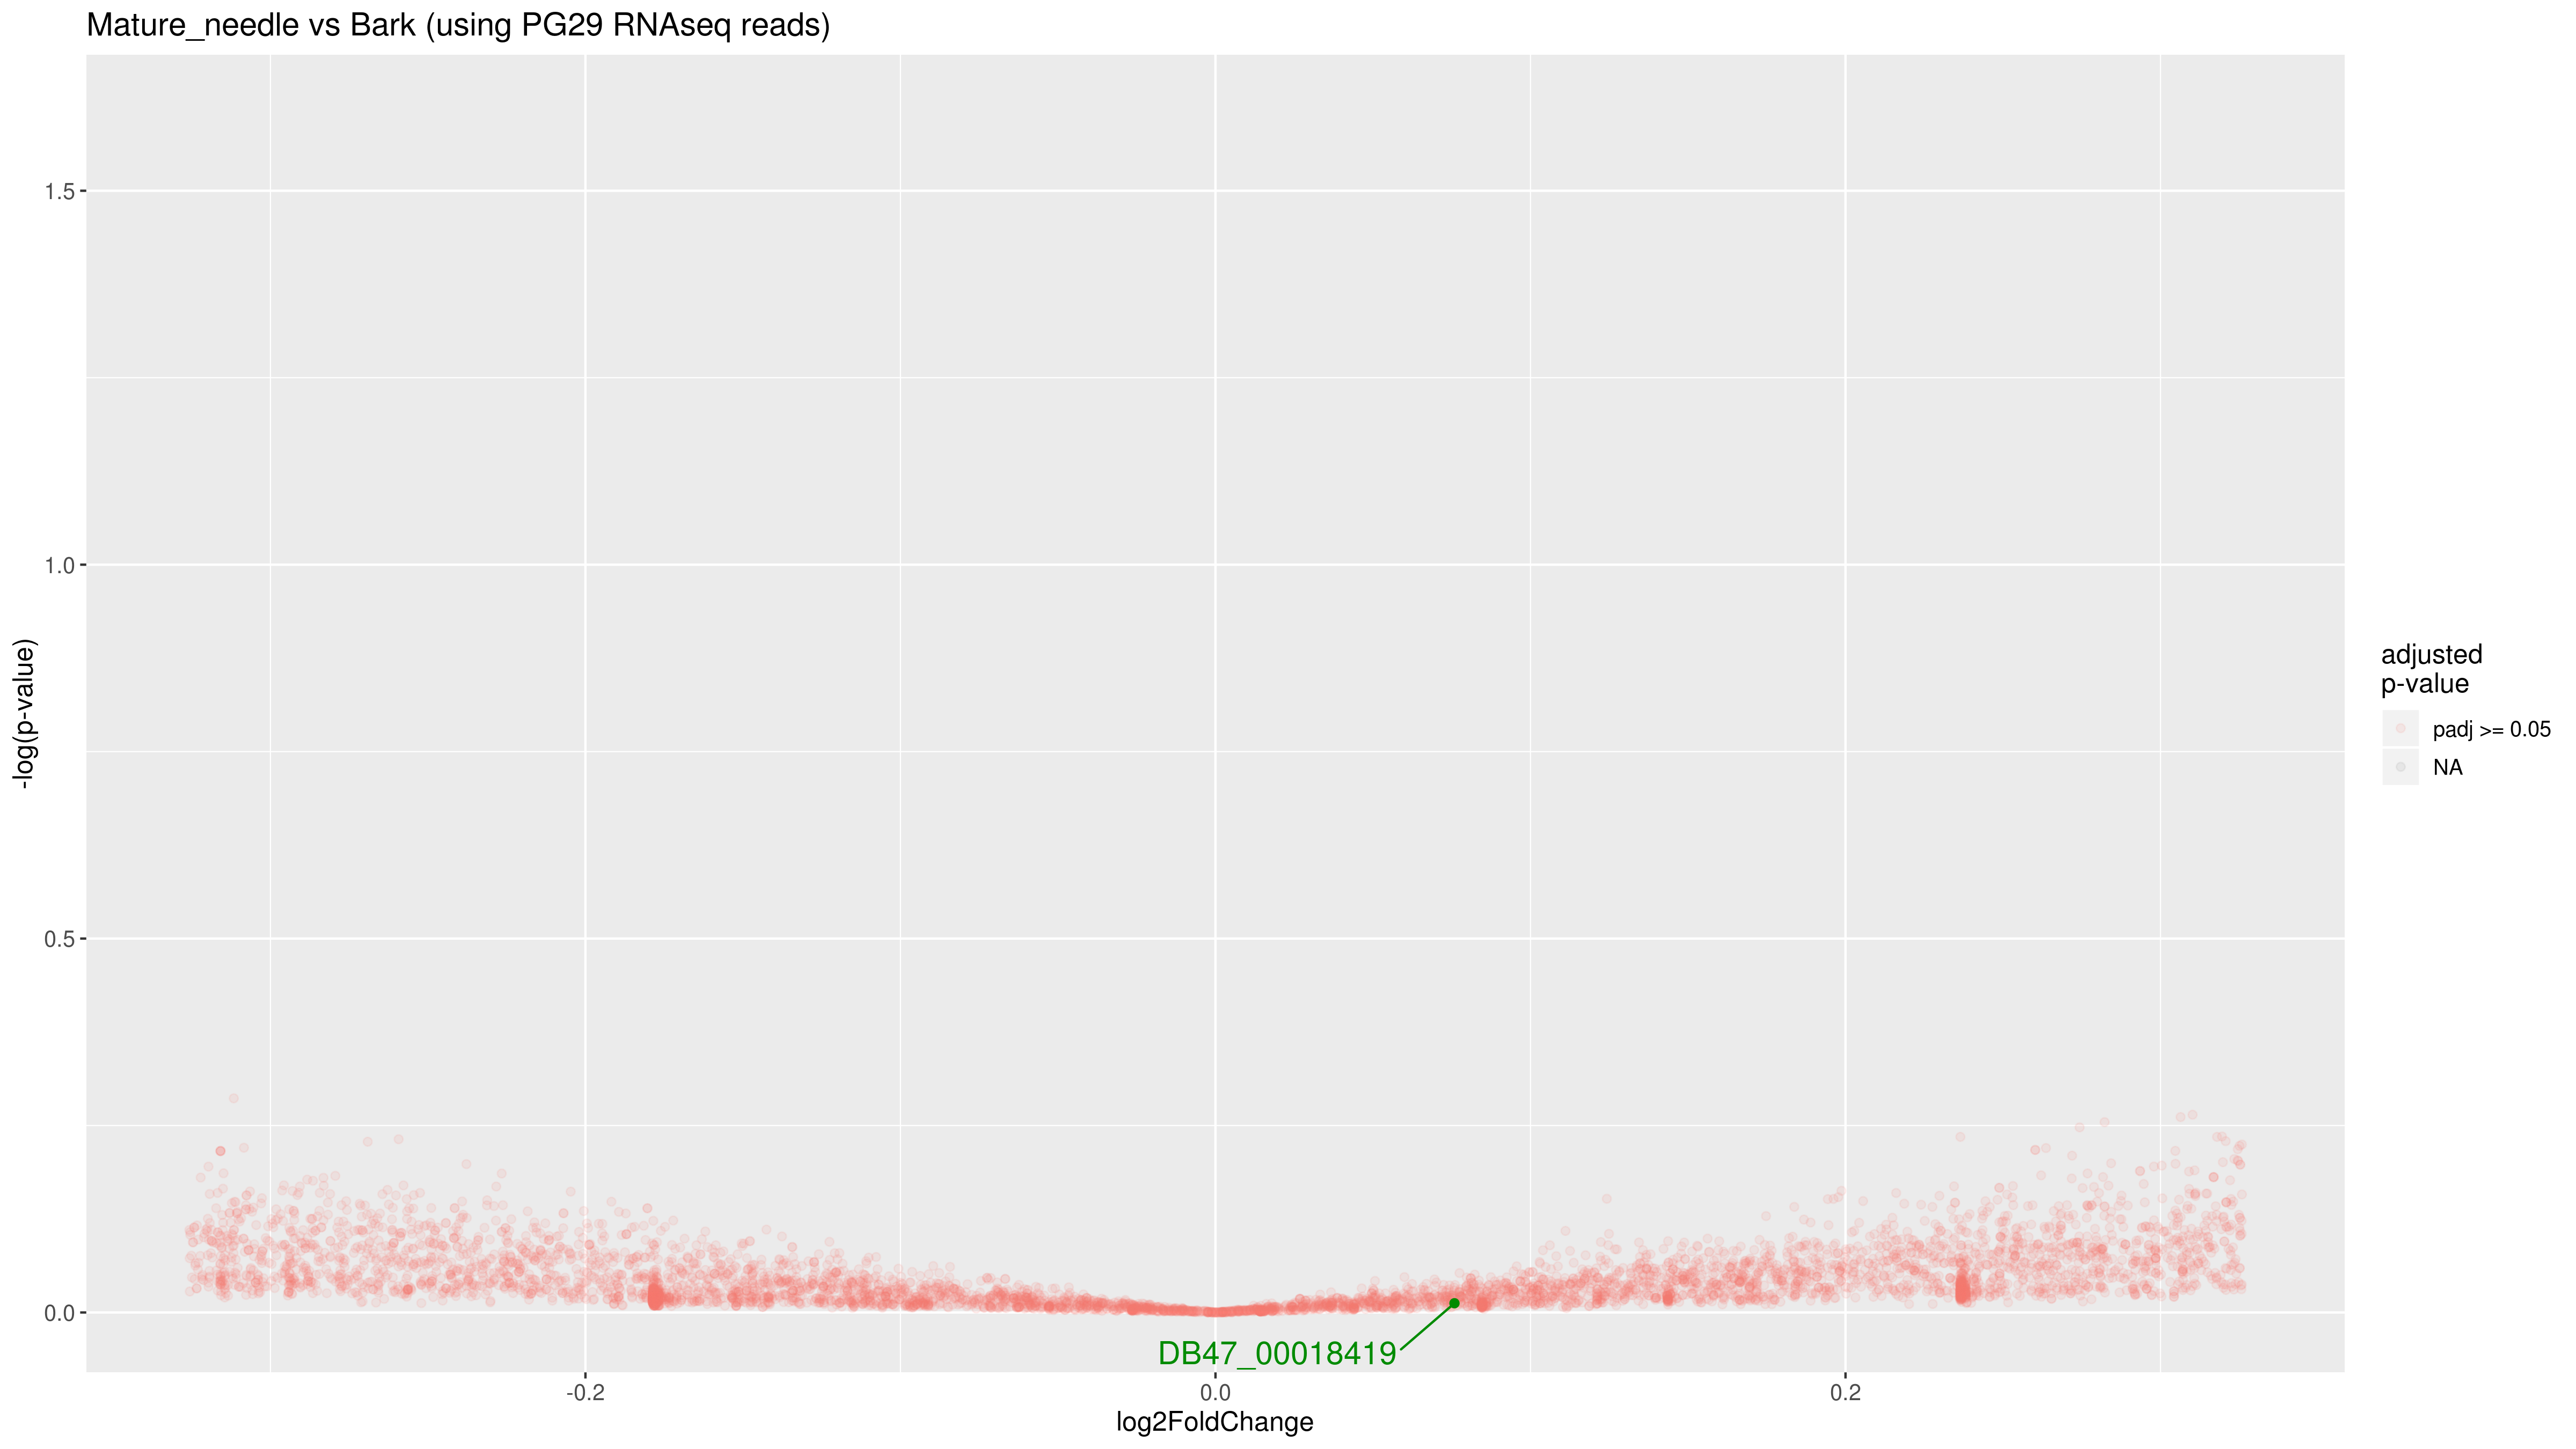 Mature_needle vs Bark (using PG29 RNAseq reads)
1.5
1.0
0.5
0.0
-log(p-value)
adjusted
p-value
padj >= 0.05
NA
DB47_00018419
-0.2
0.0
0.2
log2FoldChange